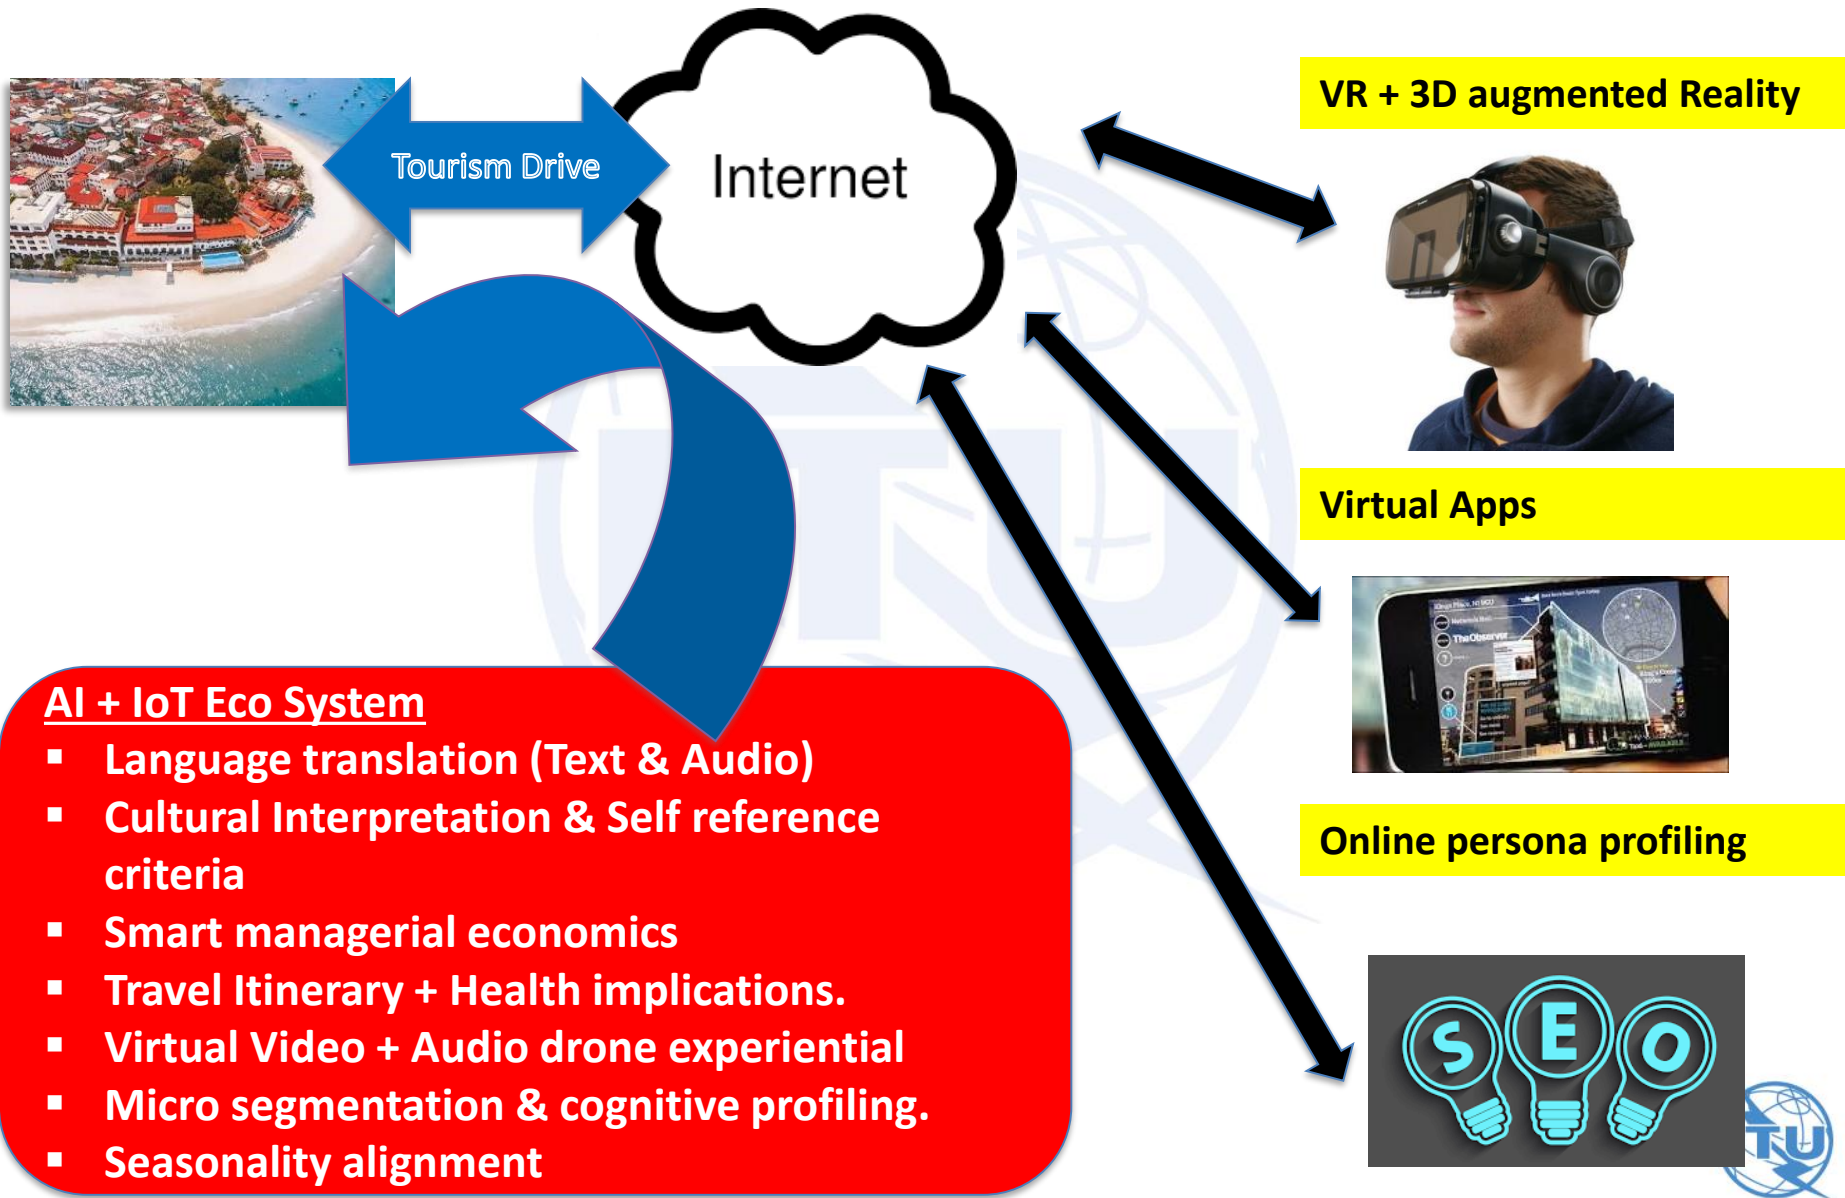 Tourism Drive
Internet
VR + 3D augmented Reality
Virtual Apps
TheObserver
Online persona profiling
SEO
AI + IoT Eco System
Language translation (Text & Audio)
Cultural Interpretation & Self reference
criteria
Smart managerial economics
Travel Itinerary + Health implications.
Virtual Video + Audio drone experiential
Micro segmentation & cognitive profiling.
Seasonality alignment
ITU